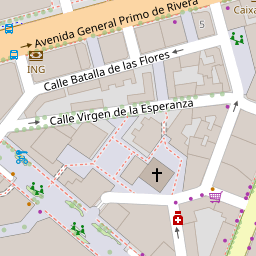 Avenida General Primo de Rivera
5
Caixa
ING
Calle Batalla de las Flores
Calle Virgen de la Esperanza